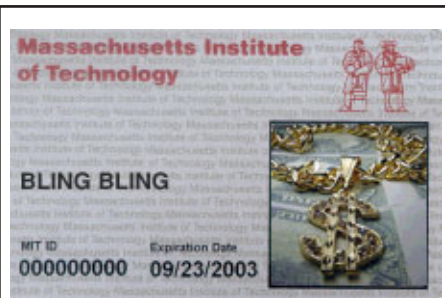 Massachusetts Institute
of Technology
BLING BLING
MIT ID
Expiration Date
000000000
09/23/2003